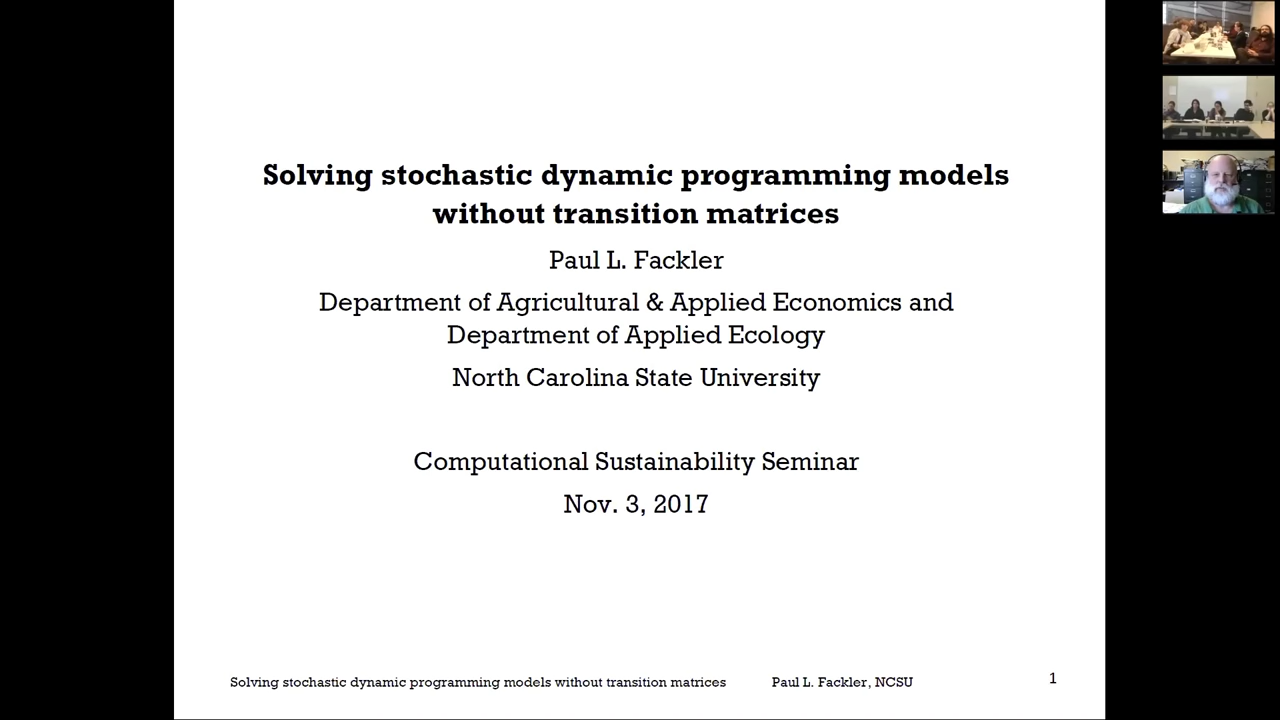 Solving stochastic dynamic programming models
without transition matrices
Paul L. Fackler
Department of Agricultural & Applied Economics and
Department of Applied Ecology
North Carolina State University
Computational Sustainability Seminar
Nov. 3, 2017
Solving stochastic dynamic programming models without transition matrices Paul L. Fackler, NCSU 1